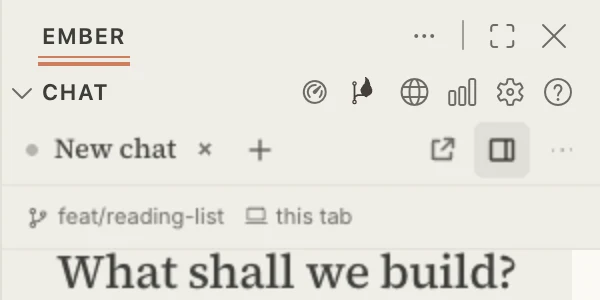 EMBER
CHAT
New chat
feat/reading-list this tab
What shall we build?